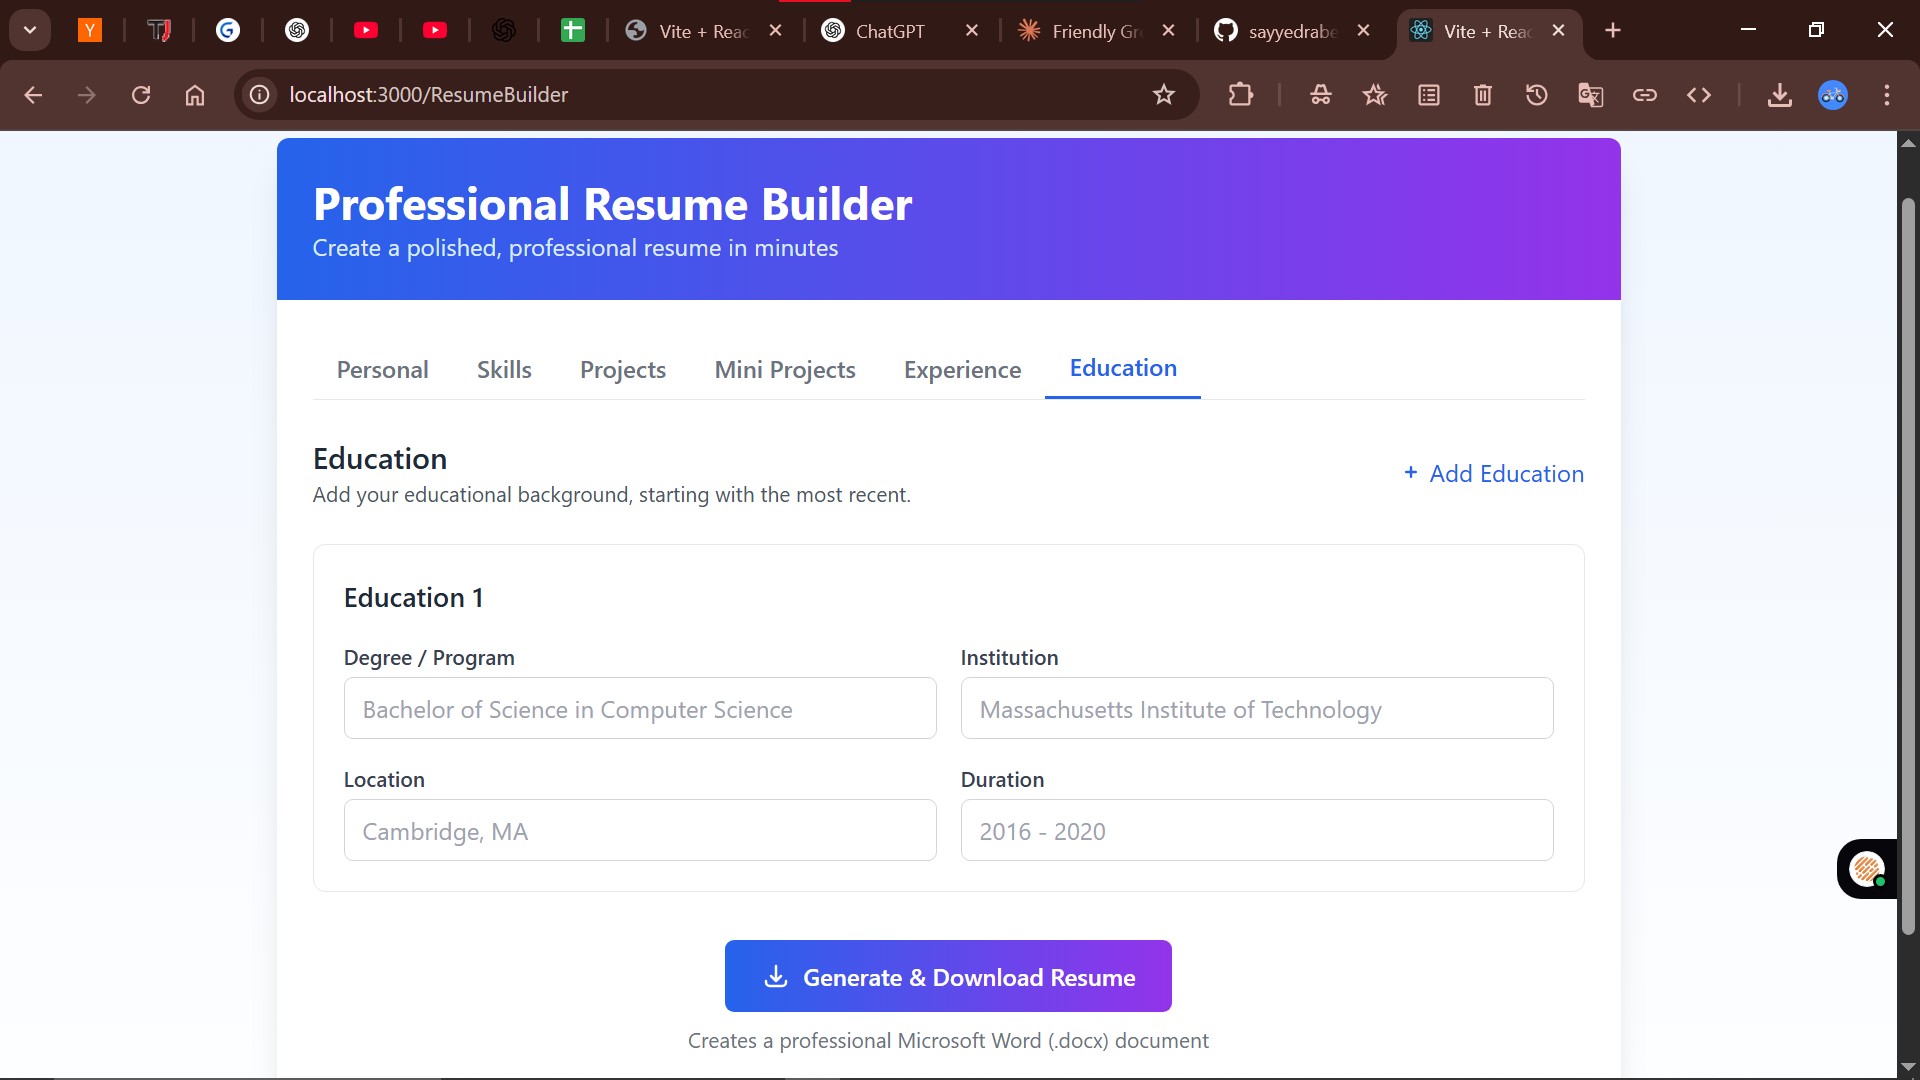 Vite + Reac
ChatGPT
Friendly Gr
sayyedrabe
Vite + Reac
localhost:3000/ResumeBuilder
Professional Resume Builder
Create a polished, professional resume in minutes
Personal Skills Projects Mini Projects Experience Education
Education
Add your educational background, starting with the most recent.
+ Add Education
Education 1
Degree / Program
Bachelor of Science in Computer Science
Institution
Massachusetts Institute of Technology
Location
Cambridge, MA
Duration
2016 - 2020
Generate & Download Resume
Creates a professional Microsoft Word (.docx) document